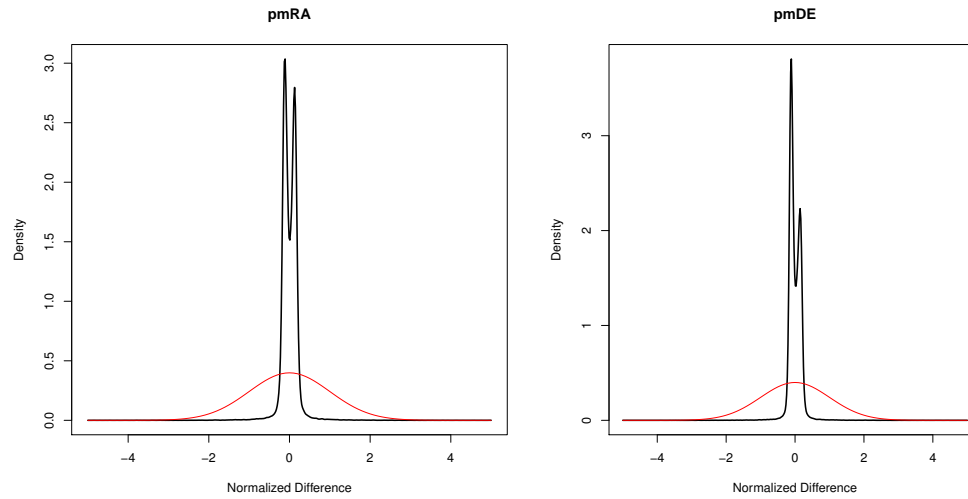 pmRA
Density
3.0
2.5
2.0
1.5
1.0
0.5
0.0
−4 −2 0 2 4
Normalized Difference
pmDE
Density
3
2
1
0
−4 −2 0 2 4
Normalized Difference